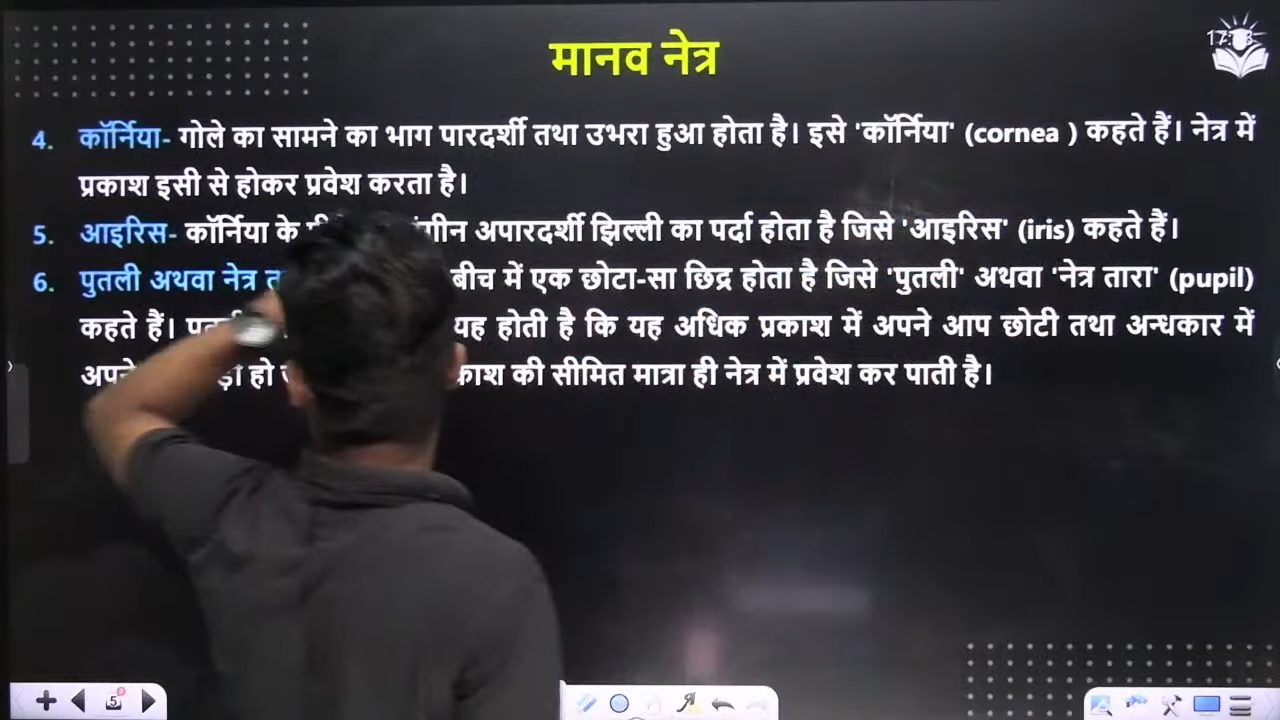 मानव नेत्र
4. कॉर्निया- गोले का सामने का भाग पारदर्शी तथा उभरा हुआ होता है। इसे 'कॉर्निया' (cornea ) कहते हैं। नेत्र में
प्रकाश इसी से होकर प्रवेश करता है।
5. आइरिस- कॉर्निया के अपारदर्शी झिल्ली का पर्दा होता है जिसे 'आइरिस' (iris) कहते हैं।
6. पुतली अथवा नेत्र बीच में एक छोटा-सा छिद्र होता है जिसे 'पुतली' अथवा 'नेत्र तारा' (pupil)
कहते हैं। यह होती है कि यह अधिक प्रकाश में अपने आप छोटी तथा अन्धकार में
हो की सीमित मात्रा ही नेत्र में प्रवेश कर पाती है।
5